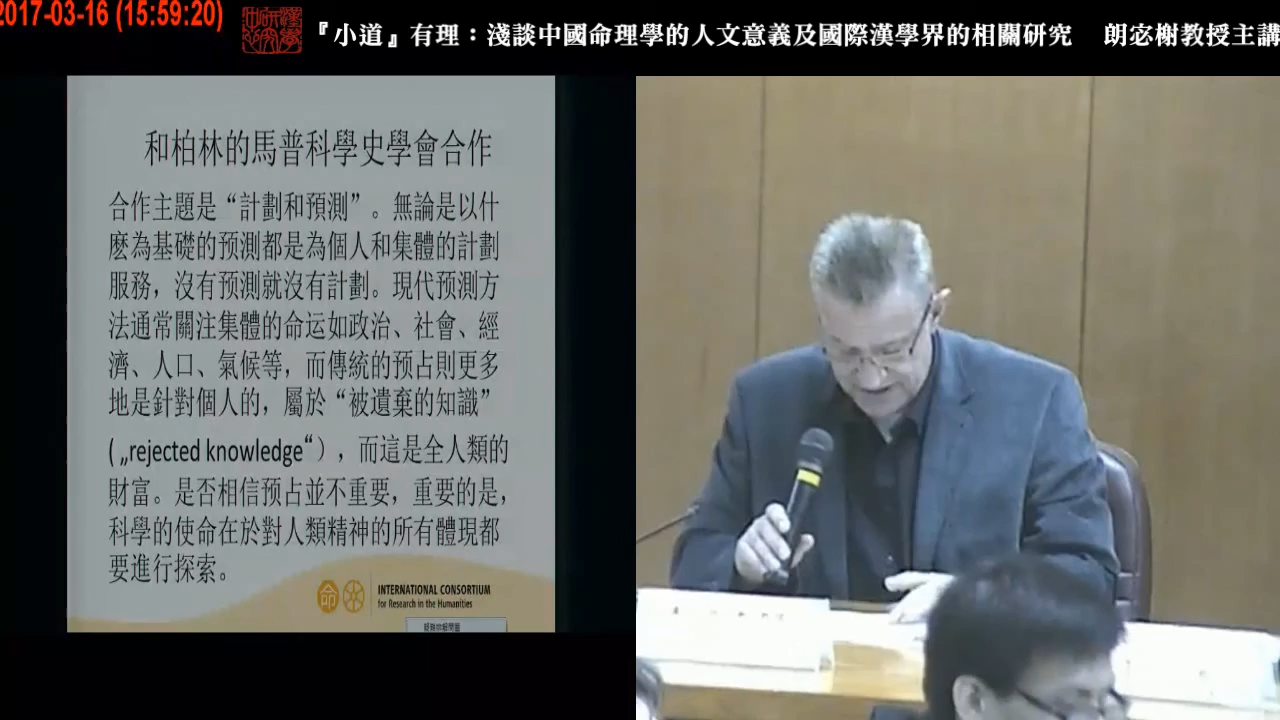 2017-03-16 (15:59:20)
『小道』有理：淺談中國命理學的人文意義及國際漢學界的相關研究 朗宓榭教授主講
和柏林的馬普科學史學會合作
合作主題是“計劃和預測”。無論是以什
麼為基礎的预測都是為個人和集體的計劃
服務，沒有预測就沒有計劃。現代预測方
法通常關注集體的命运如政治、社會、經
濟、人口、氣候等，而傳統的预占則更多
地是針對個人的，屬於“被遺棄的知識”
(„rejected knowledge“），而這是全人類的
財富。是否相信预占並不重要，重要的是，
科學的使命在於對人類精神的所有體現都
要進行探索。
命
INTERNATIONAL CONSORTIUM
for Research in the Humanities